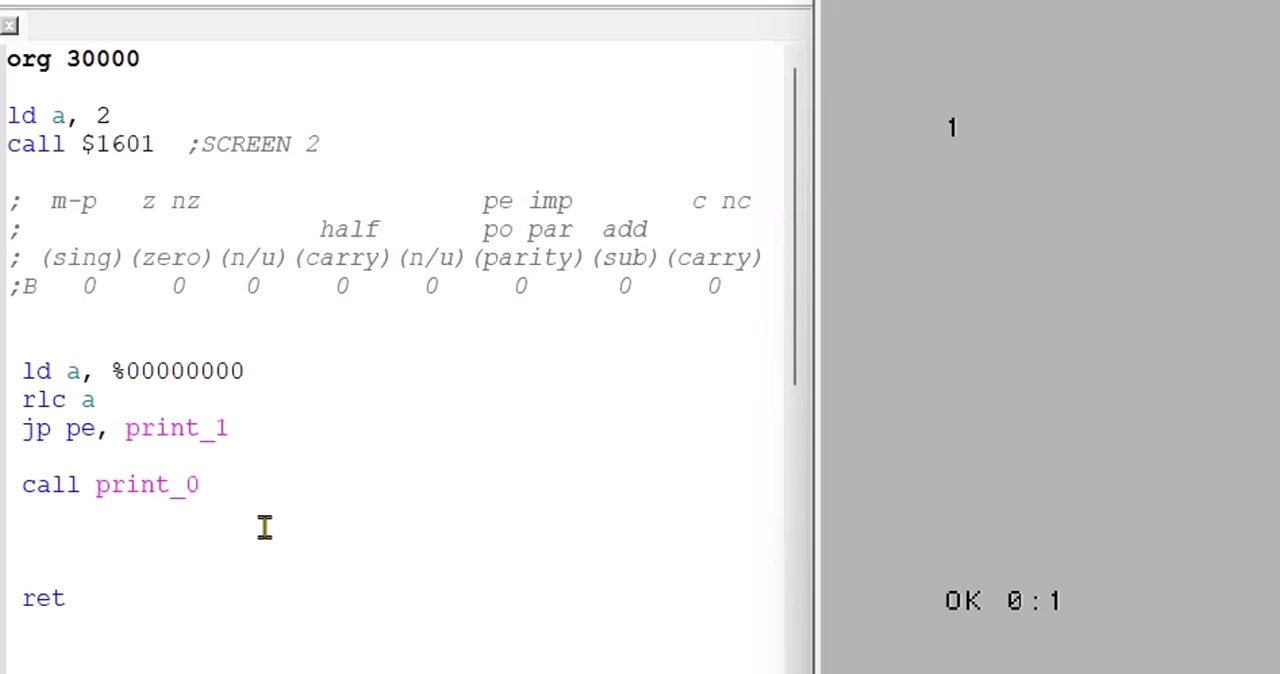 org 30000
ld a, 2
call $1601 ;SCREEN 2
; m-p z nz pe imp c nc
; half po par add
; (sing)(zero)(n/u)(carry)(n/u)(parity)(sub)(carry)
;B 0 0 0 0 0 0 0 0
ld a, %00000000
rlc a
jp pe, print_1
call print_0
ret
1
OK 0:1